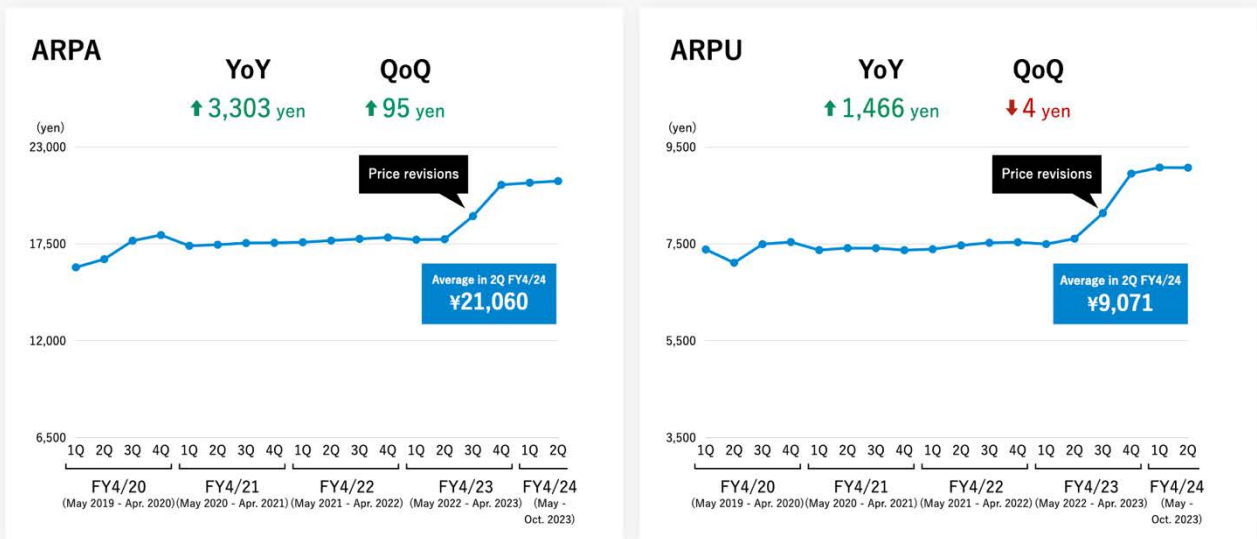 ARPA
YoY QoQ
⬆3,303 yen ⬆95 yen
(yen)
23,000
Price revisions
17,500
Average in 2Q FY4/24
¥21,060
12,000
6,500
1Q 2Q 3Q 4Q 1Q 2Q 3Q 4Q 1Q 2Q 3Q 4Q 1Q 2Q 3Q 4Q 1Q 2Q
FY4/20 FY4/21 FY4/22 FY4/23 FY4/24
(May 2019 - Apr. 2020) (May 2020 - Apr. 2021) (May 2021 - Apr. 2022) (May 2022 - Apr. 2023) (May -
Oct. 2023)
ARPU
YoY QoQ
⬆1,466 yen ⬇4 yen
(yen)
9,500
Price revisions
7,500
Average in 2Q FY4/24
¥9,071
5,500
3,500
1Q 2Q 3Q 4Q 1Q 2Q 3Q 4Q 1Q 2Q 3Q 4Q 1Q 2Q 3Q 4Q 1Q 2Q
FY4/20 FY4/21 FY4/22 FY4/23 FY4/24
(May 2019 - Apr. 2020) (May 2020 - Apr. 2021) (May 2021 - Apr. 2022) (May 2022 - Apr. 2023) (May -
Oct. 2023)